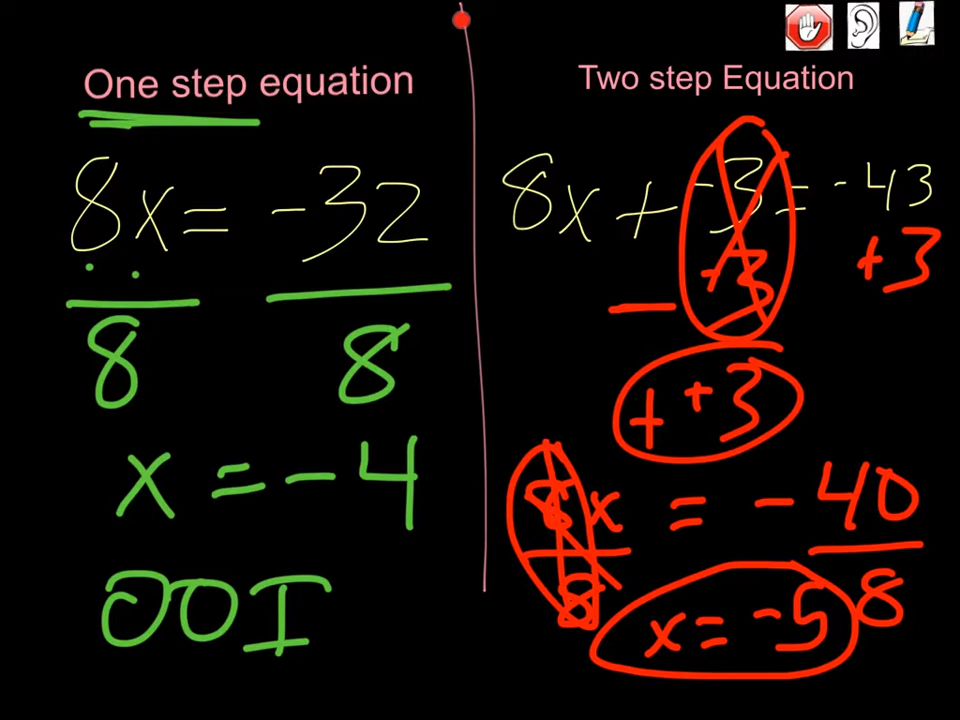 One step equation
8x = -32
8 8
x = -4
OOI
Two step Equation
8x + -3 = -43
+3 +3
+ +3
8x = -40
8 8
x = -5